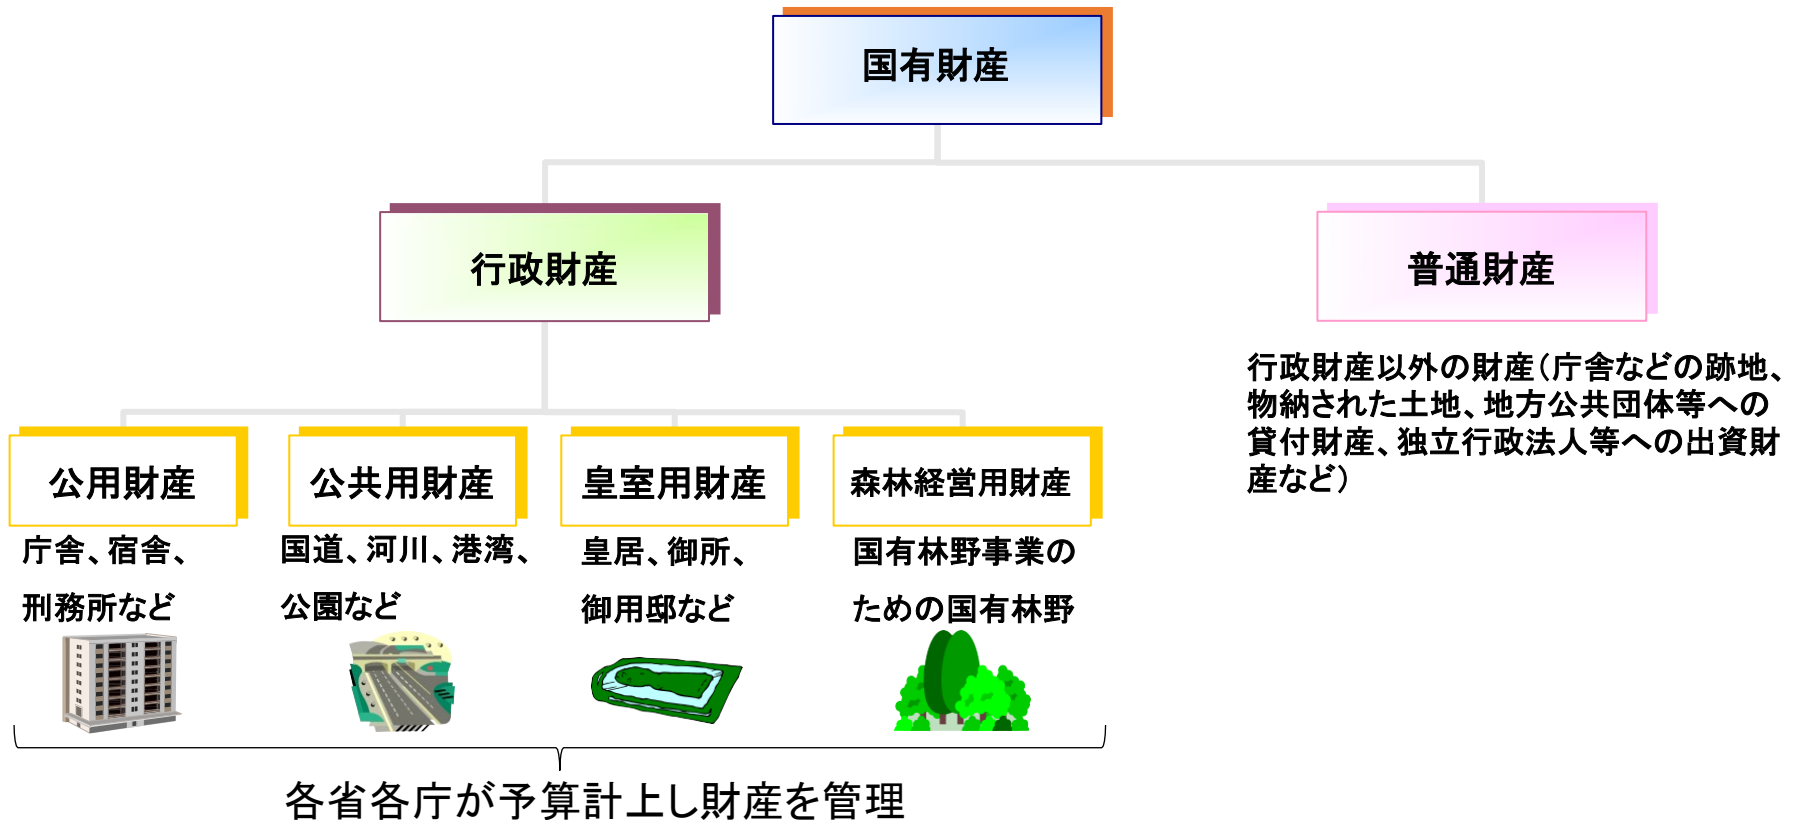 国有財産
行政財産
普通財産
行政財産以外の財産（庁舎などの跡地、
物納された土地、地方公共団体等への
貸付財産、独立行政法人等への出資財
産など）
公用財産
公共用財産
皇室用財産
森林経営用財産
庁舎、宿舎、
刑務所など
国道、河川、港湾、
公園など
皇居、御所、
御用邸など
国有林野事業の
ための国有林野
各省各庁が予算計上し財産を管理